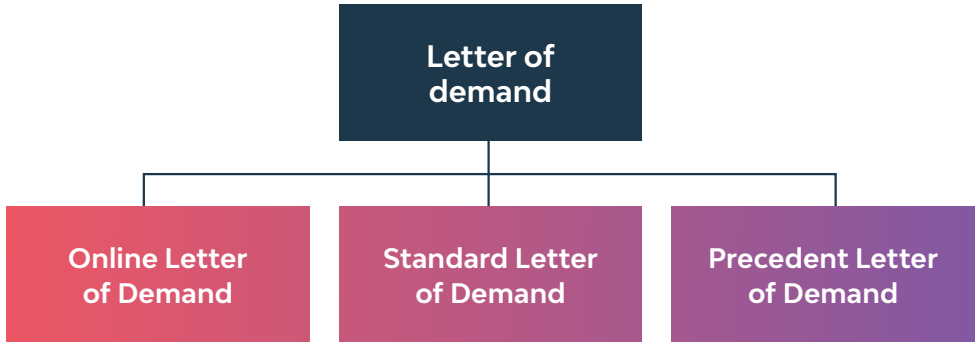 Letter of
demand
Online Letter
of Demand
Standard Letter
of Demand
Precedent Letter
of Demand